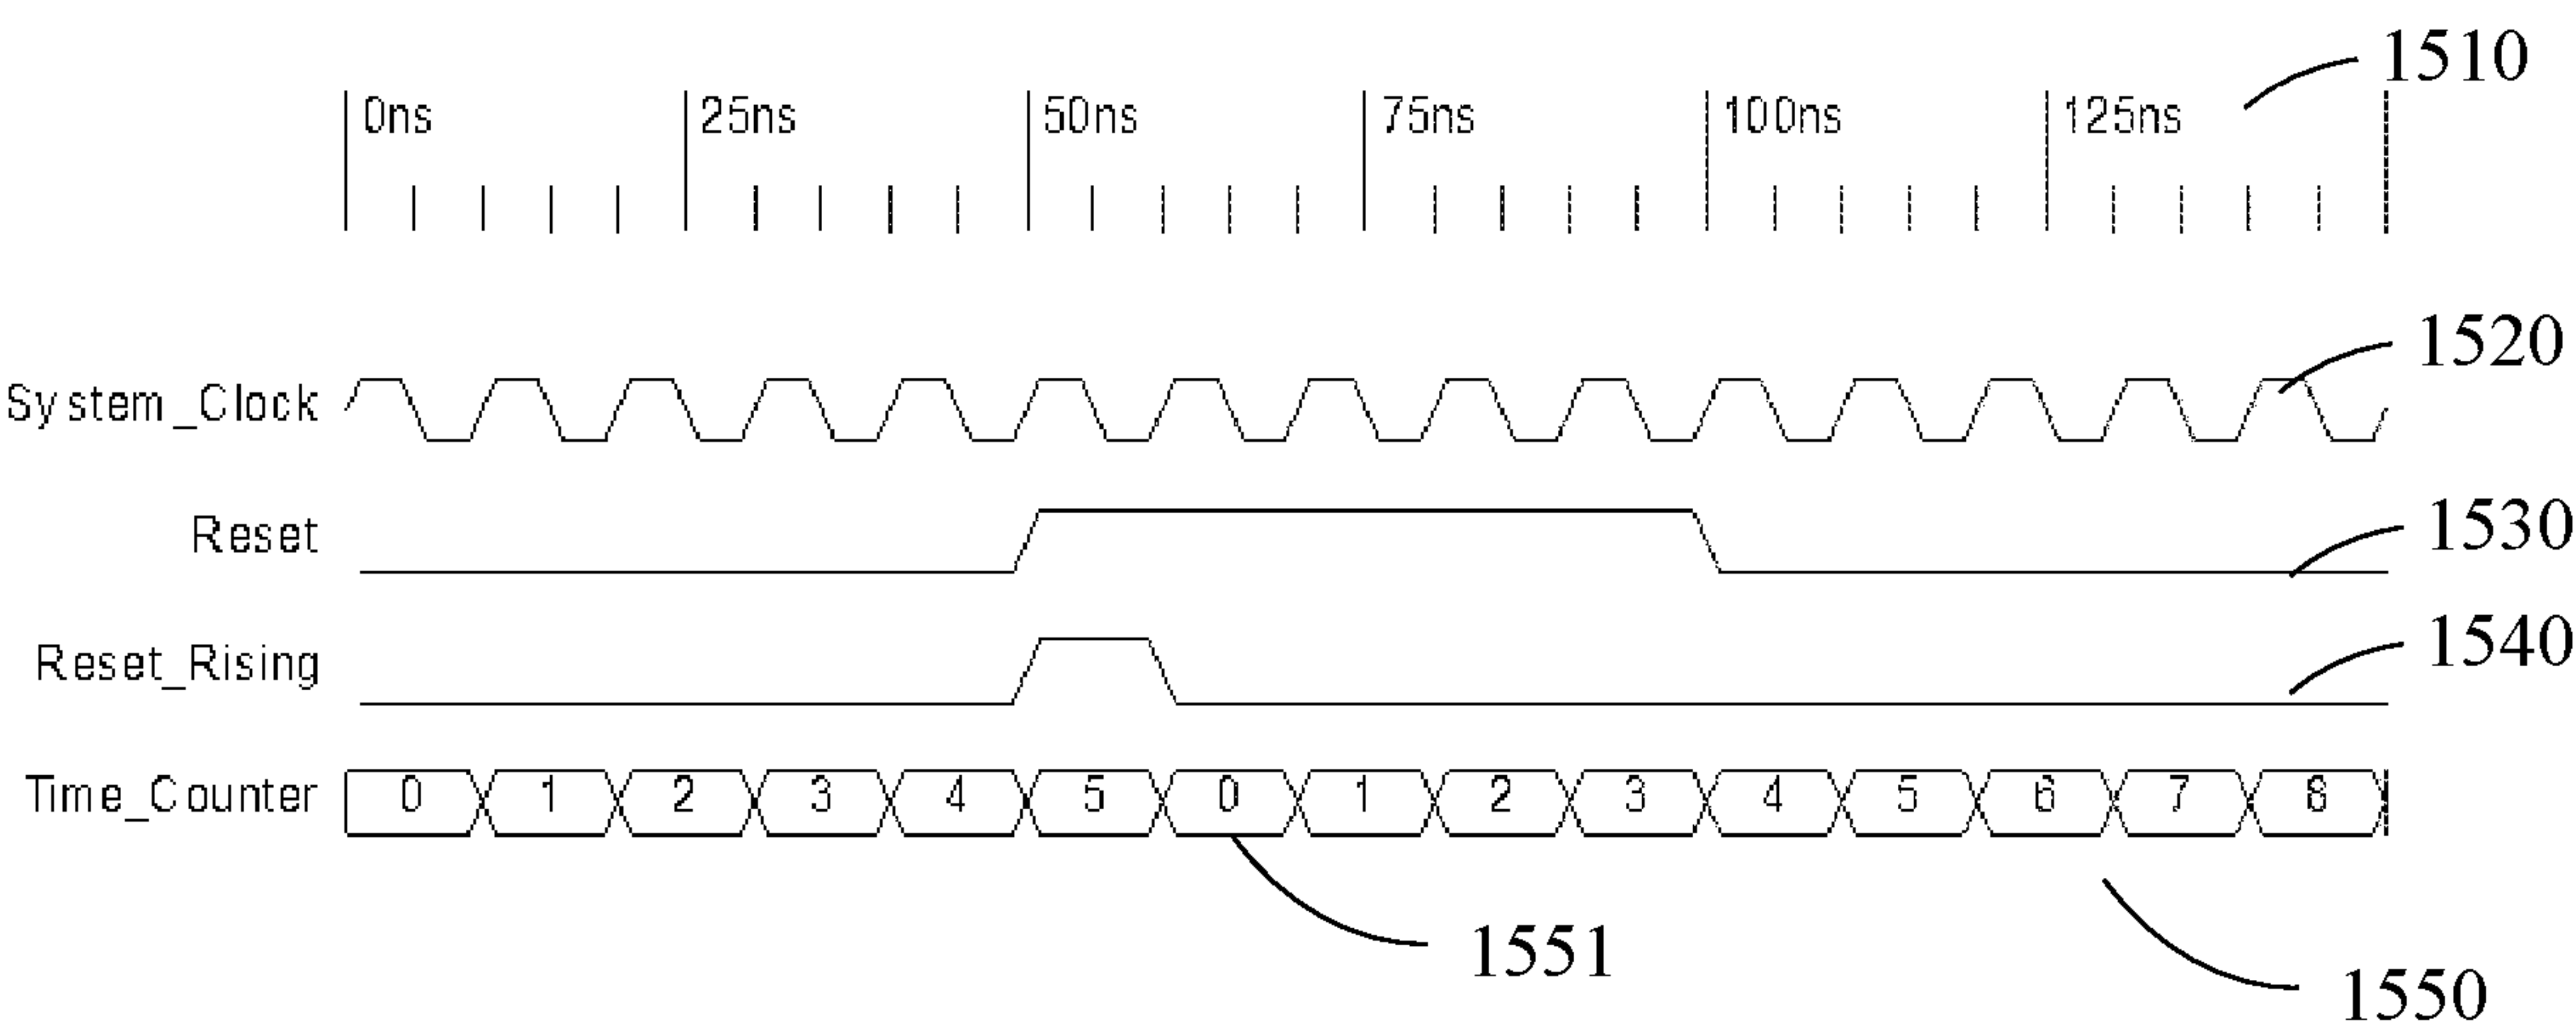 1510
0ns 25ns 50ns 75ns 100ns 125ns
System_Clock 1520
Reset 1530
Reset_Rising 1540
Time_Counter 0 1 2 3 4 5 0 1 2 3 4 5 6 7 8
1551
1550